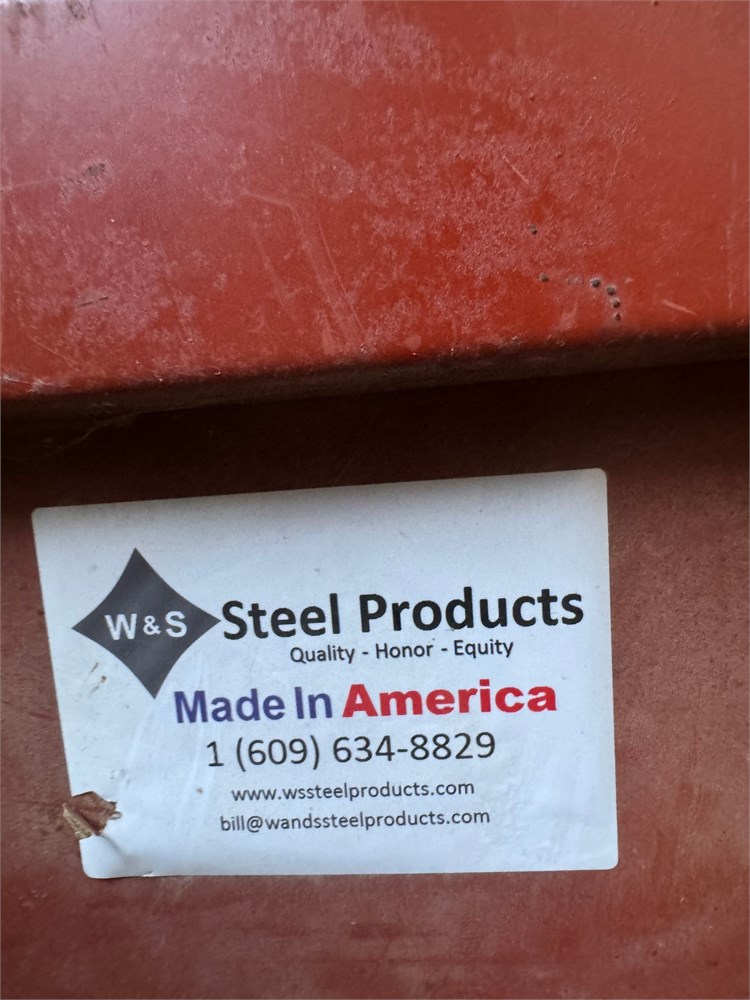 W & S Steel Products
Quality - Honor - Equity
Made In America
1 (609) 634-8829
www.wssteelproducts.com
bill@wandssteelproducts.com